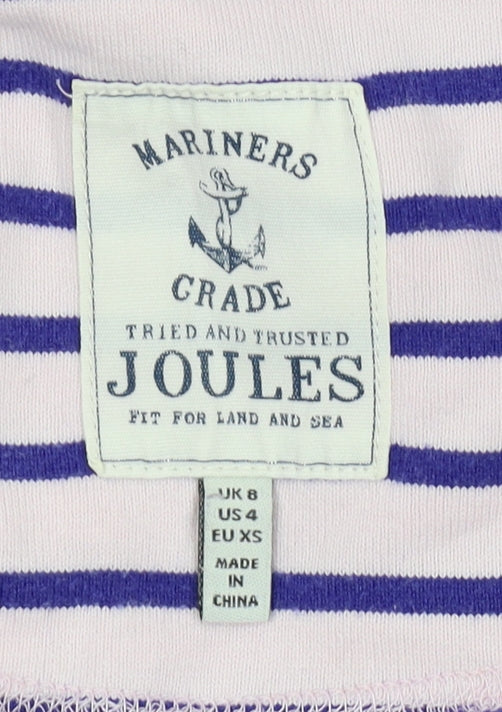 MARINERS
GRADE
TRIED AND TRUSTED
JOULES
FIT FOR LAND AND SEA
UK 8
US 4
EU XS
MADE
IN
CHINA